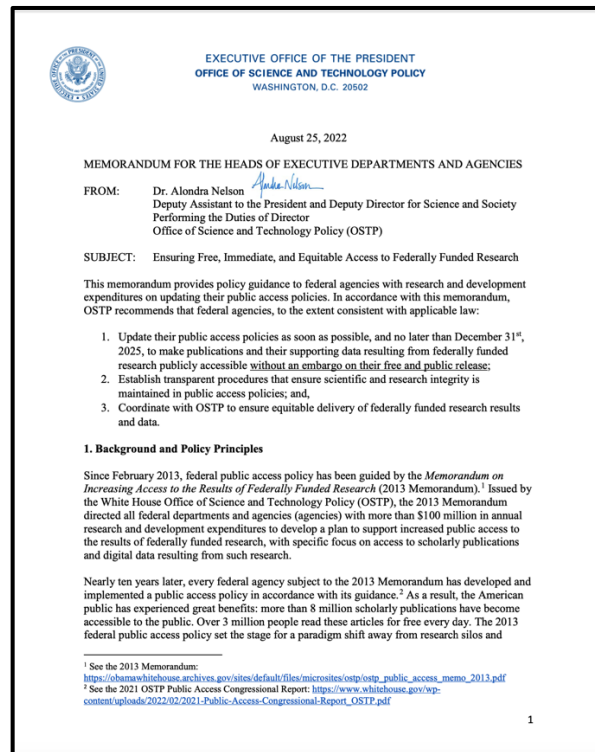 EXECUTIVE OFFICE OF THE PRESIDENT
OFFICE OF SCIENCE AND TECHNOLOGY POLICY
WASHINGTON, D.C. 20502
August 25, 2022
MEMORANDUM FOR THE HEADS OF EXECUTIVE DEPARTMENTS AND AGENCIES
FROM: Dr. Alondra Nelson Alondra Nelson
Deputy Assistant to the President and Deputy Director for Science and Society
Performing the Duties of Director
Office of Science and Technology Policy (OSTP)
SUBJECT: Ensuring Free, Immediate, and Equitable Access to Federally Funded Research
This memorandum provides policy guidance to federal agencies with research and development
expenditures on updating their public access policies. In accordance with this memorandum,
OSTP recommends that federal agencies, to the extent consistent with applicable law:
1. Update their public access policies as soon as possible, and no later than December 31st,
2025, to make publications and their supporting data resulting from federally funded
research publicly accessible without an embargo on their free and public release;
2. Establish transparent procedures that ensure scientific and research integrity is
maintained in public access policies; and,
3. Coordinate with OSTP to ensure equitable delivery of federally funded research results
and data.
1. Background and Policy Principles
Since February 2013, federal public access policy has been guided by the Memorandum on
Increasing Access to the Results of Federally Funded Research (2013 Memorandum).1 Issued by
the White House Office of Science and Technology Policy (OSTP), the 2013 Memorandum
directed all federal departments and agencies (agencies) with more than $100 million in annual
research and development expenditures to develop a plan to support increased public access to
the results of federally funded research, with specific focus on access to scholarly publications
and digital data resulting from such research.
Nearly ten years later, every federal agency subject to the 2013 Memorandum has developed and
implemented a public access policy in accordance with its guidance.2 As a result, the American
public has experienced great benefits: more than 8 million scholarly publications have become
accessible to the public. Over 3 million people read these articles for free every day. The 2013
federal public access policy set the stage for a paradigm shift away from research silos and
1 See the 2013 Memorandum:
https://obamawhitehouse.archives.gov/sites/default/files/microsites/ostp/ostp_public_access_memo_2013.pdf
2 See the 2021 OSTP Public Access Congressional Report: https://www.whitehouse.gov/wp-
content/uploads/2022/02/2021-Public-Access-Congressional-Report_OSTP.pdf
1